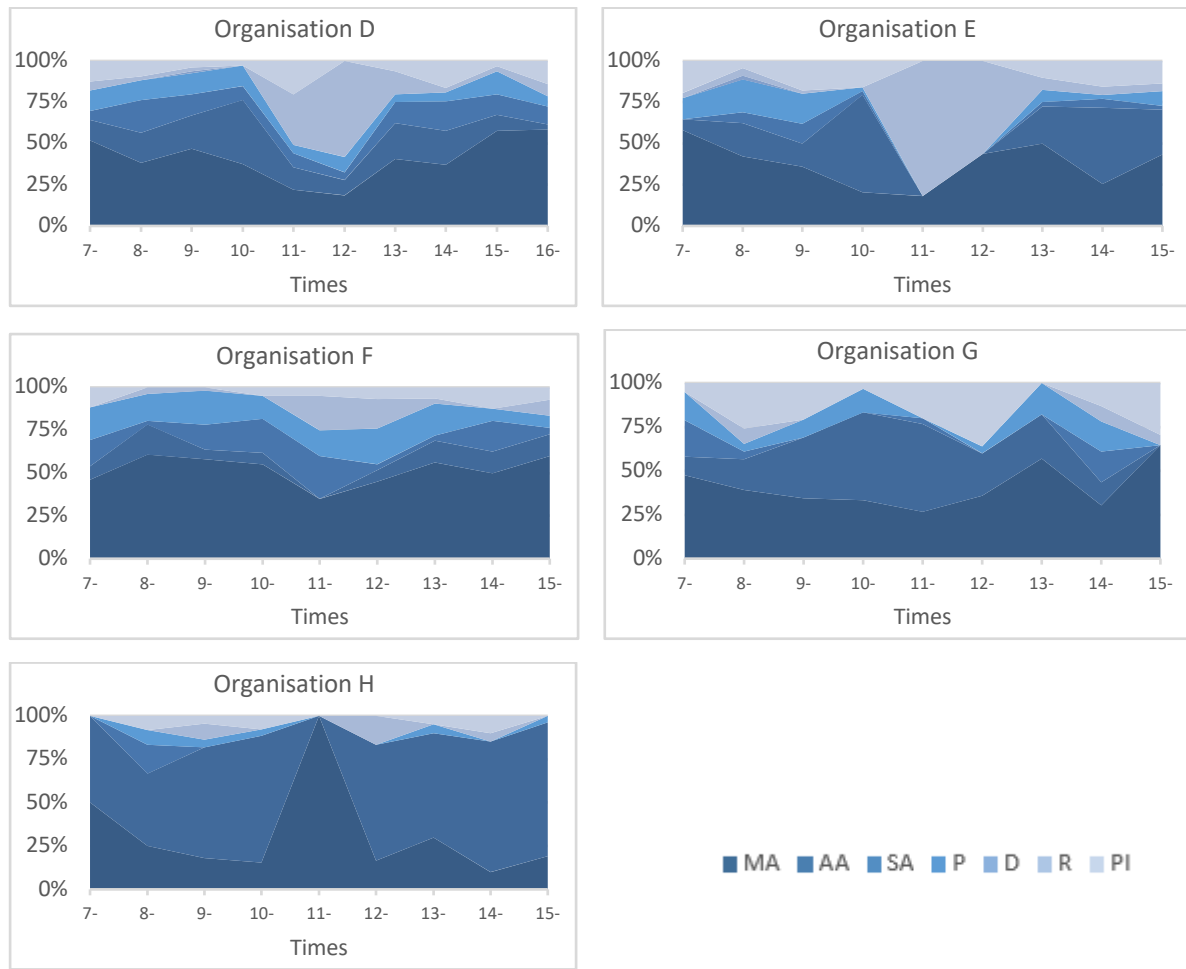 Organisation D
100%
75%
50%
25%
0%
7- 8- 9- 10- 11- 12- 13- 14- 15- 16-
Times
Organisation E
100%
75%
50%
25%
0%
7- 8- 9- 10- 11- 12- 13- 14- 15-
Times
Organisation F
100%
75%
50%
25%
0%
7- 8- 9- 10- 11- 12- 13- 14- 15-
Times
Organisation G
100%
75%
50%
25%
0%
7- 8- 9- 10- 11- 12- 13- 14- 15-
Times
Organisation H
100%
75%
50%
25%
0%
7- 8- 9- 10- 11- 12- 13- 14- 15-
Times
MA AA SA P D R PI